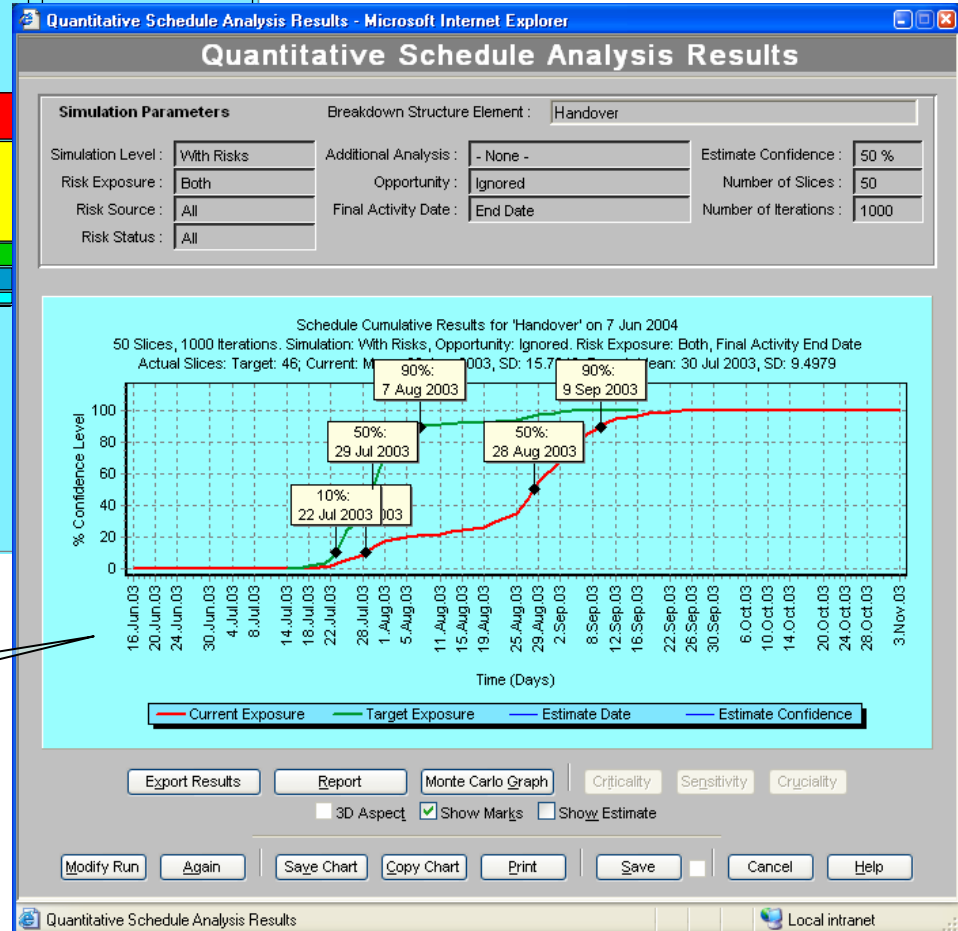 Quantitative Schedule Analysis Results - Microsoft Internet Explorer
Quantitative Schedule Analysis Results
Simulation Parameters
Breakdown Structure Element : Handover
Simulation Level : With Risks
Additional Analysis : - None -
Estimate Confidence : 50 %
Risk Exposure : Both
Opportunity : Ignored
Number of Slices : 50
Risk Source : All
Final Activity Date : End Date
Number of Iterations : 1000
Risk Status : All
Schedule Cumulative Results for 'Handover' on 7 Jun 2004
50 Slices, 1000 Iterations. Simulation: With Risks, Opportunity: Ignored. Risk Exposure: Both, Final Activity End Date
Actual Slices: Target: 46; Current: 2003, SD: 30 Jul 2003, SD: 9.4979
90%:
7 Aug 2003
90%:
9 Sep 2003
50%:
29 Jul 2003
50%:
28 Aug 2003
10%:
22 Jul 2003
% Confidence Level
100
80
60
40
20
0
16.Jun.03
20.Jun.03
24.Jun.03
30.Jun.03
4.Jul.03
8.Jul.03
14.Jul.03
18.Jul.03
22.Jul.03
28.Jul.03
1.Aug.03
5.Aug.03
11.Aug.03
15.Aug.03
19.Aug.03
25.Aug.03
29.Aug.03
2.Sep.03
8.Sep.03
12.Sep.03
16.Sep.03
22.Sep.03
26.Sep.03
30.Sep.03
6.Oct.03
10.Oct.03
14.Oct.03
20.Oct.03
24.Oct.03
28.Oct.03
3.Nov.03
Time (Days)
Current Exposure Target Exposure Estimate Date Estimate Confidence
Export Results Report Monte Carlo Graph Criticality Sensitivity Cruciality
3D Aspect Show Marks Show Estimate
Modify Run Again Save Chart Copy Chart Print Save Cancel Help
Quantitative Schedule Analysis Results
Local intranet